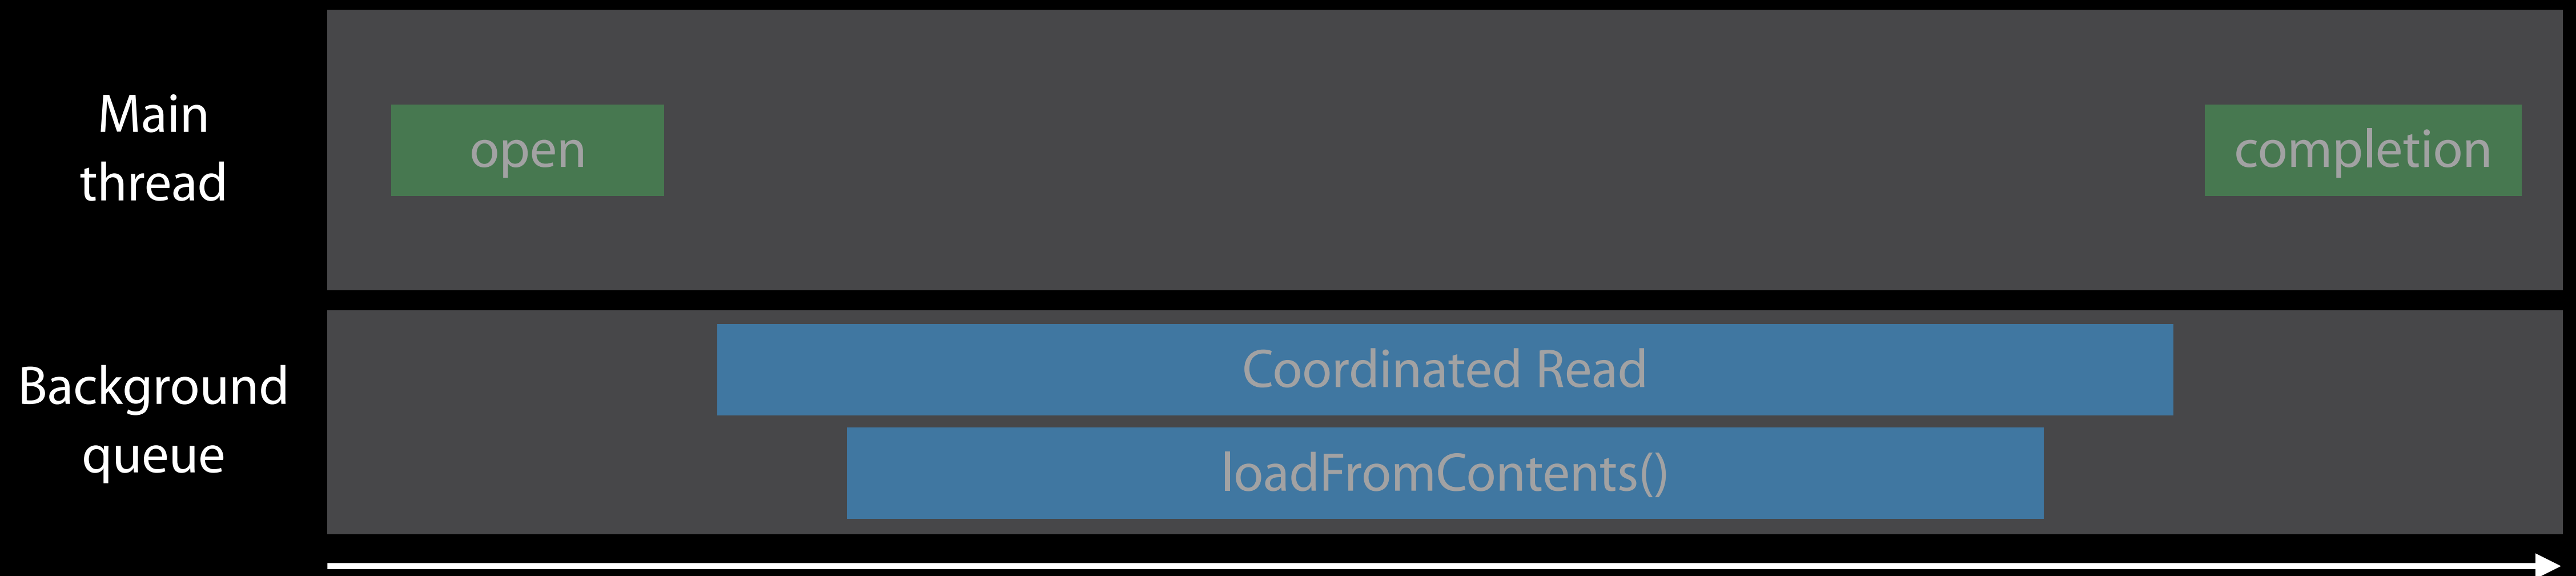 Main
thread
open
completion
Background
queue
Coordinated Read
loadFromContents()